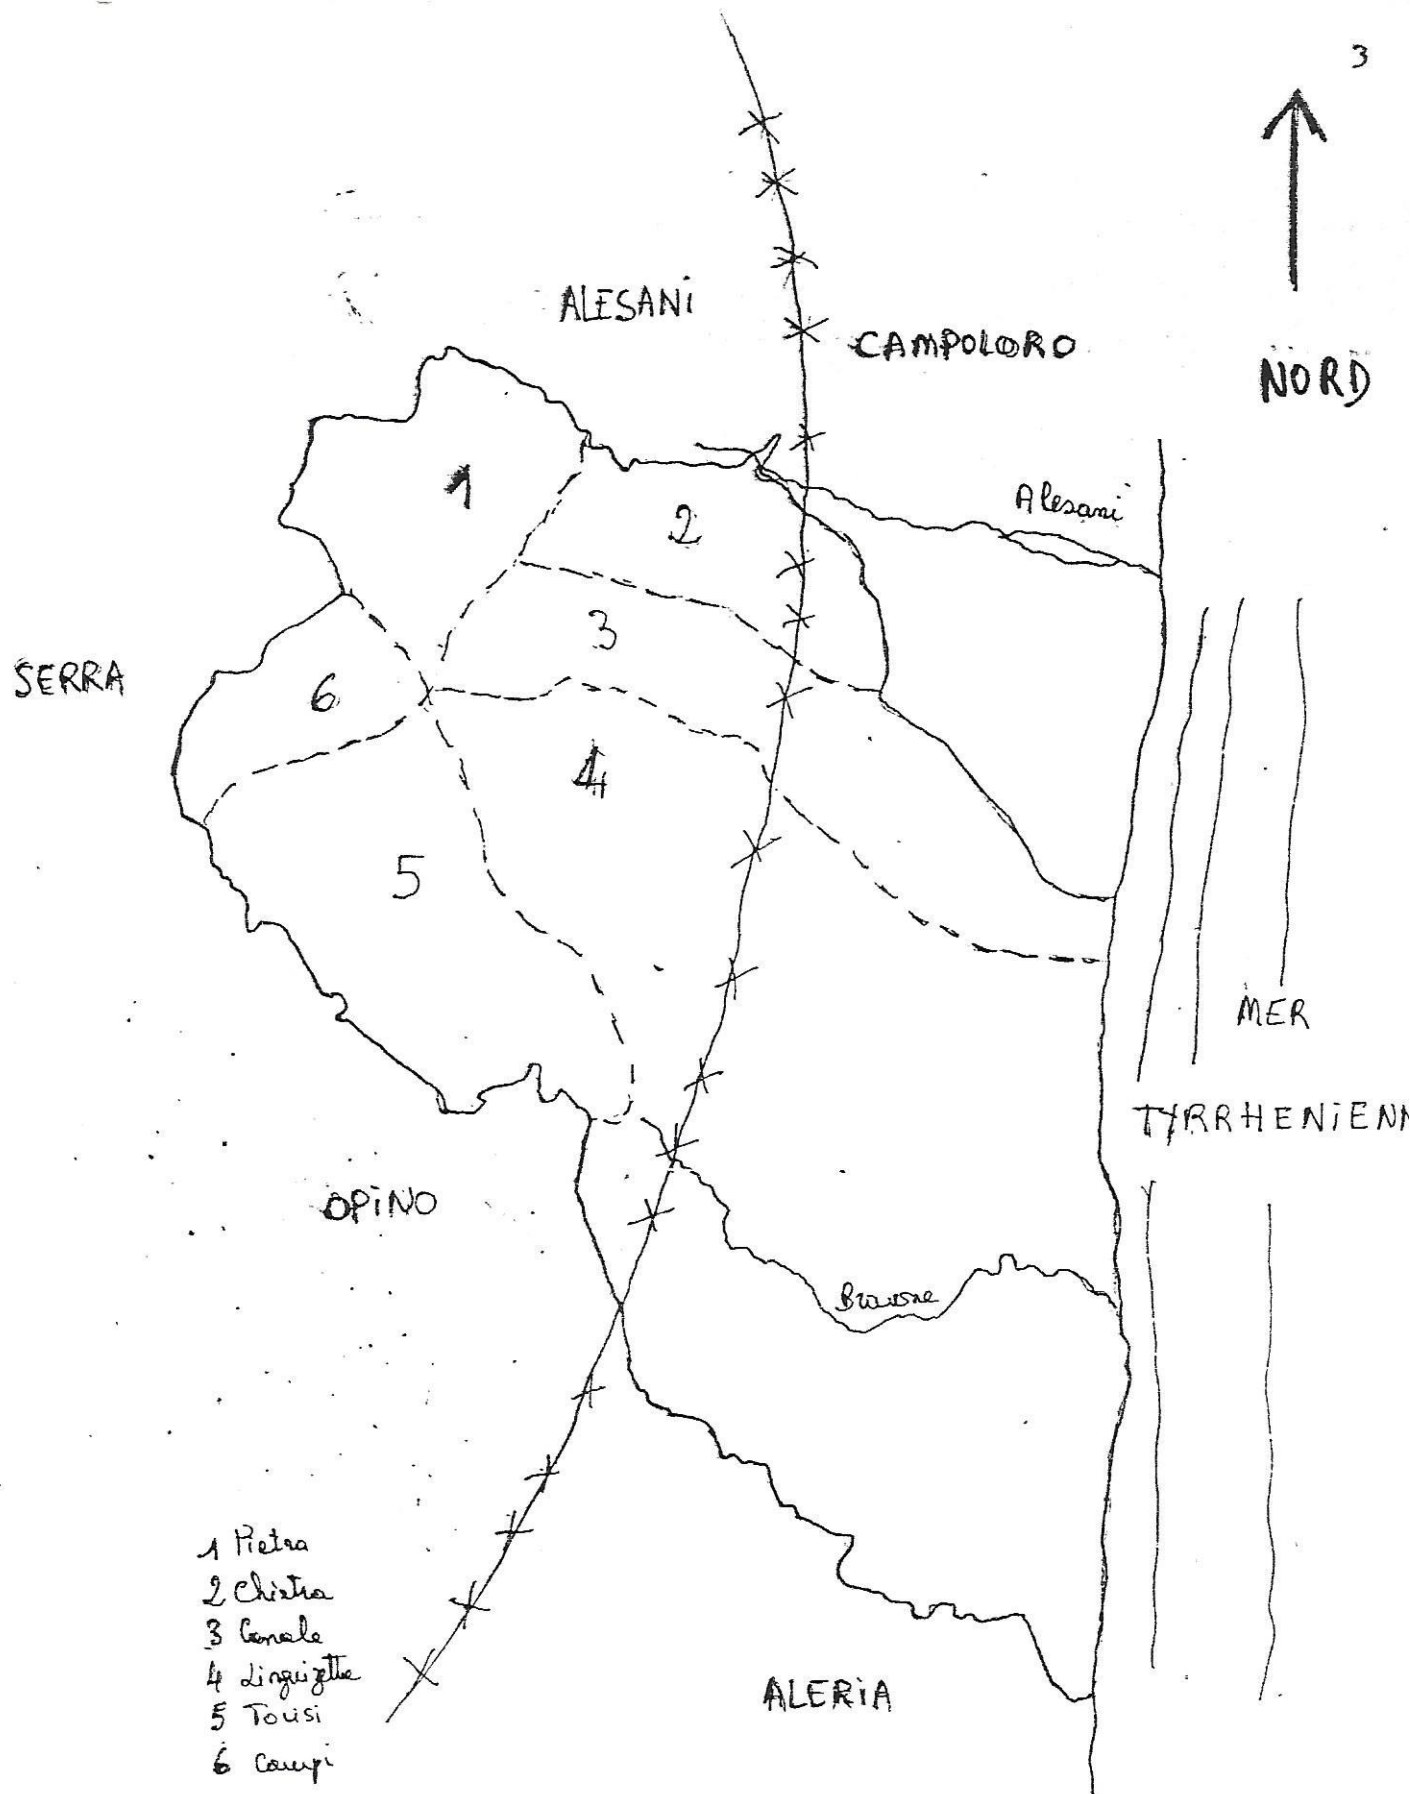 3
NORD
ALESANi
CAMPOLORO
Alesani
1
2
3
SERRA
6
4
5
MER
TYRRHENIENN
OPiNO
Bravone
ALERiA
1 Pietra
2 Chiatra
3 Canale
4 Linguizetta
5 Tousi
6 Campi